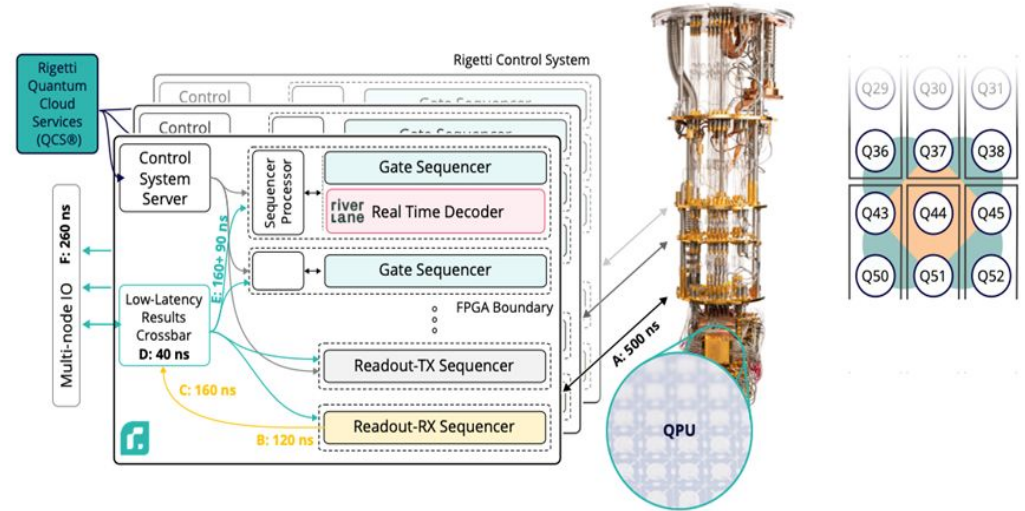 Rigetti Control System
Rigetti
Quantum
Cloud
Services
(QCS®)
Control
Control
Gate Sequencer
Gate Sequencer
Control
System
Server
Sequencer
Processor
Gate Sequencer
river
lane
Real Time Decoder
Gate Sequencer
FPGA Boundary
Multi-node IO
F: 260 ns
E: 160+ 90 ns
Low-Latency
Results
Crossbar
D: 40 ns
C: 160 ns
B: 120 ns
Readout-TX Sequencer
Readout-RX Sequencer
r.
A: 500 ns
QPU
Q29 Q30 Q31
Q36 Q37 Q38
Q43 Q44 Q45
Q50 Q51 Q52